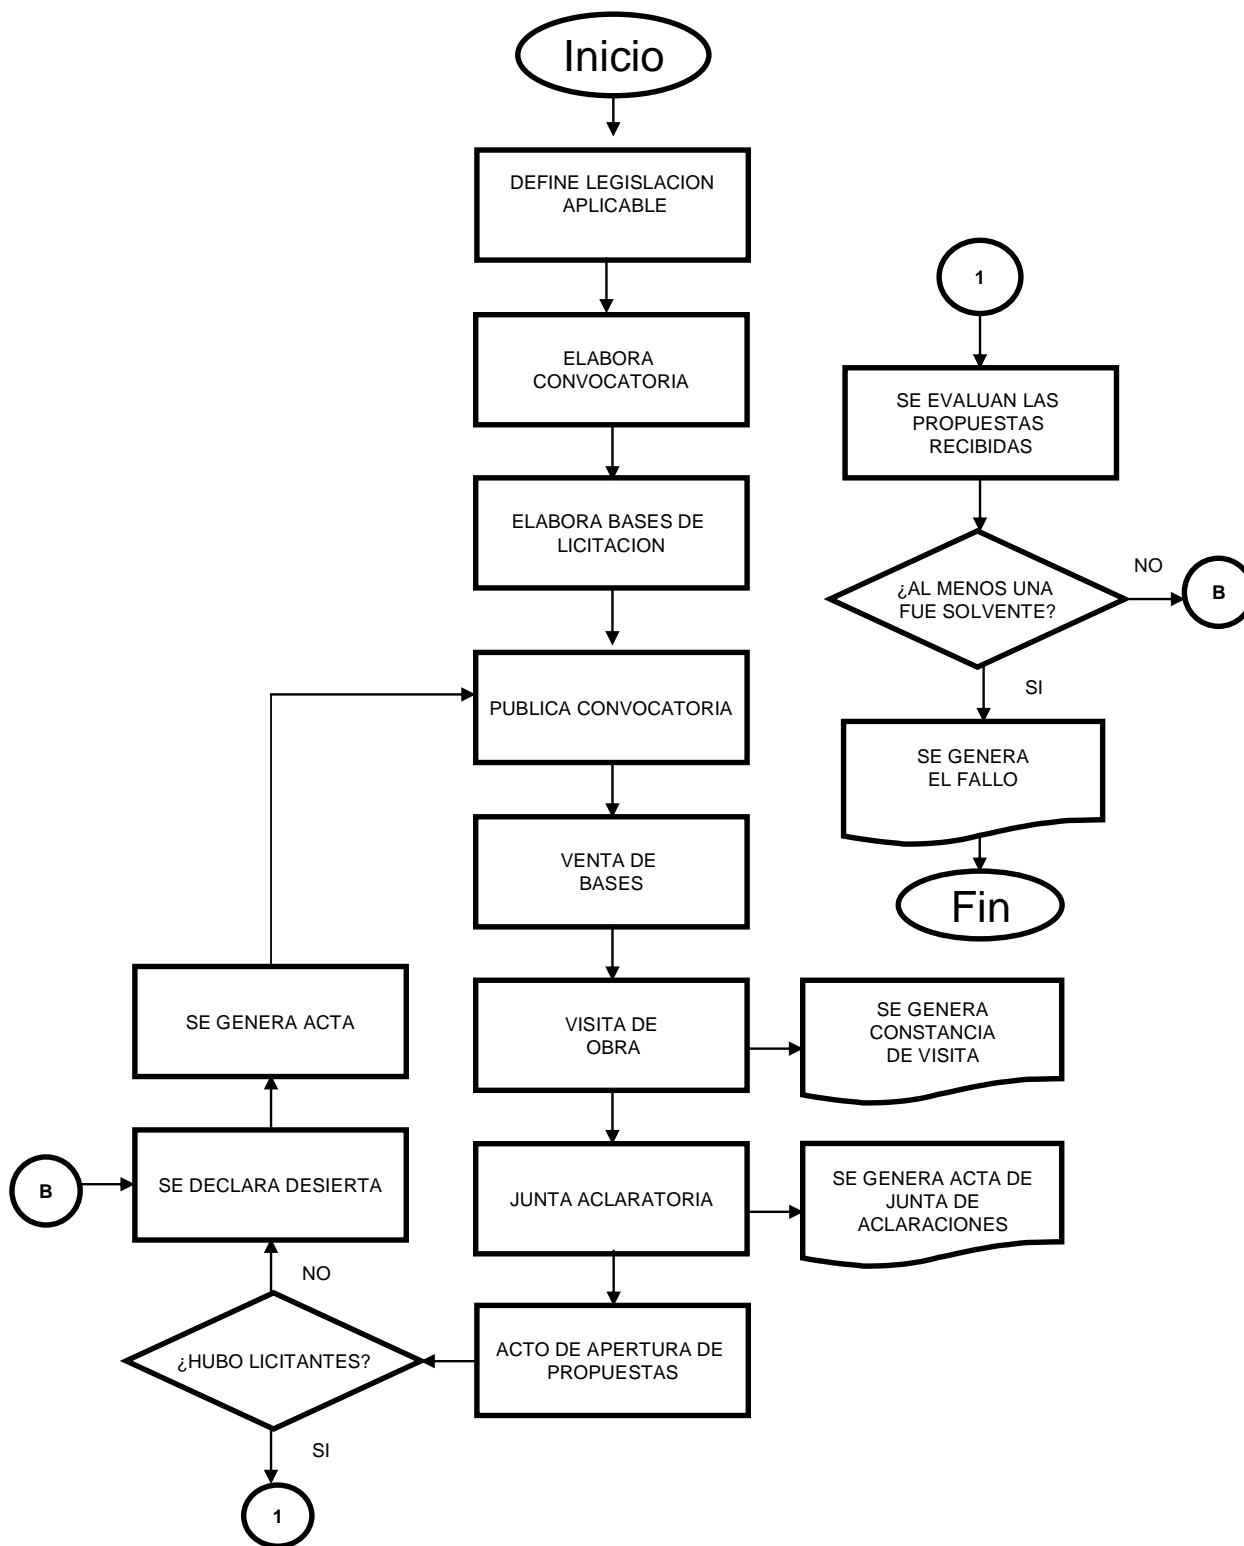 Inicio
DEFINE LEGISLACION
APLICABLE
ELABORA
CONVOCATORIA
ELABORA BASES DE
LICITACION
PUBLICA CONVOCATORIA
VENTA DE
BASES
VISITA DE
OBRA
SE GENERA
CONSTANCIA
DE VISITA
JUNTA ACLARATORIA
SE GENERA ACTA DE
JUNTA DE
ACLARACIONES
ACTO DE APERTURA DE
PROPUESTAS
¿HUBO LICITANTES?
NO
SE DECLARA DESIERTA
B
SE GENERA ACTA
SI
1
1
SE EVALUAN LAS
PROPUESTAS
RECIBIDAS
¿AL MENOS UNA
FUE SOLVENTE?
NO
B
SI
SE GENERA
EL FALLO
Fin